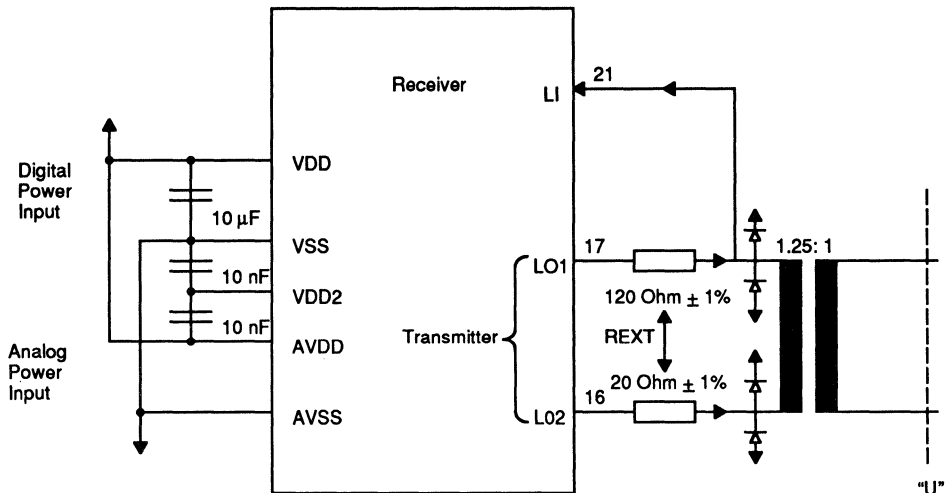 Receiver
21
LI
Digital
Power
Input
VDD
10 µF
VSS
10 nF
VDD2
10 nF
AVDD
Analog
Power
Input
AVSS
Transmitter
LO1
17
120 Ohm ± 1%
REXT
20 Ohm ± 1%
16
L02
1.25: 1
"U"